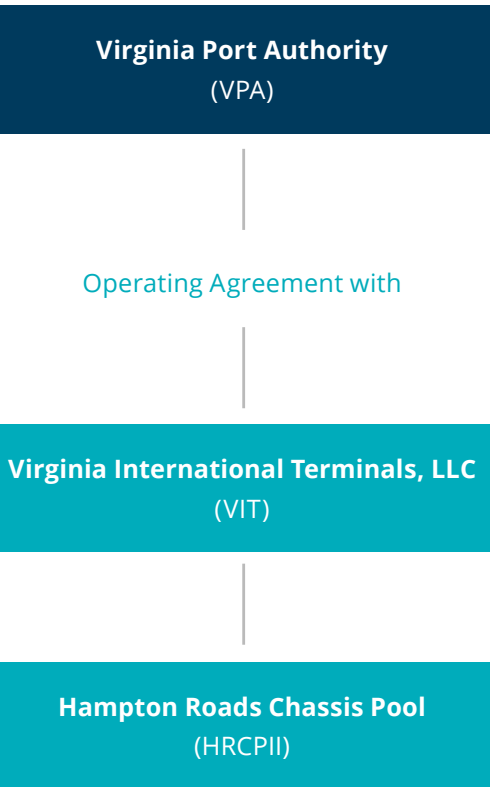 Virginia Port Authority
(VPA)
Operating Agreement with
Virginia International Terminals, LLC
(VIT)
Hampton Roads Chassis Pool
(HRCPII)